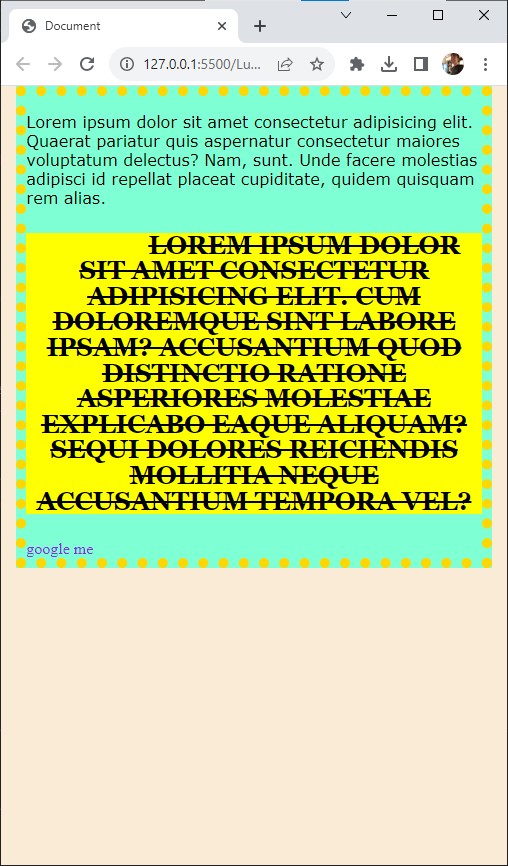 Document
127.0.0.1:5500/Lu...
Lorem ipsum dolor sit amet consectetur adipisicing elit.
Quaerat pariatur quis aspernatur consectetur maiores
voluptatum delectus? Nam, sunt. Unde facere molestias
adipisci id repellat placeat cupiditate, quidem quisquam
rem alias.
LOREM IPSUM DOLOR
SIT AMET CONSECTETUR
ADIPISICING ELIT. CUM
DOLOREMQUE SINT LABORE
IPSAM? ACCUSANTIUM QUOD
DISTINCTIO RATIONE
ASPERIORES MOLESTIAE
EXPLICABO EAQUE ALIQUAM?
SEQUI DOLORES REICIENDIS
MOLLITIA NEQUE
ACCUSANTIUM TEMPORA VEL?
google me